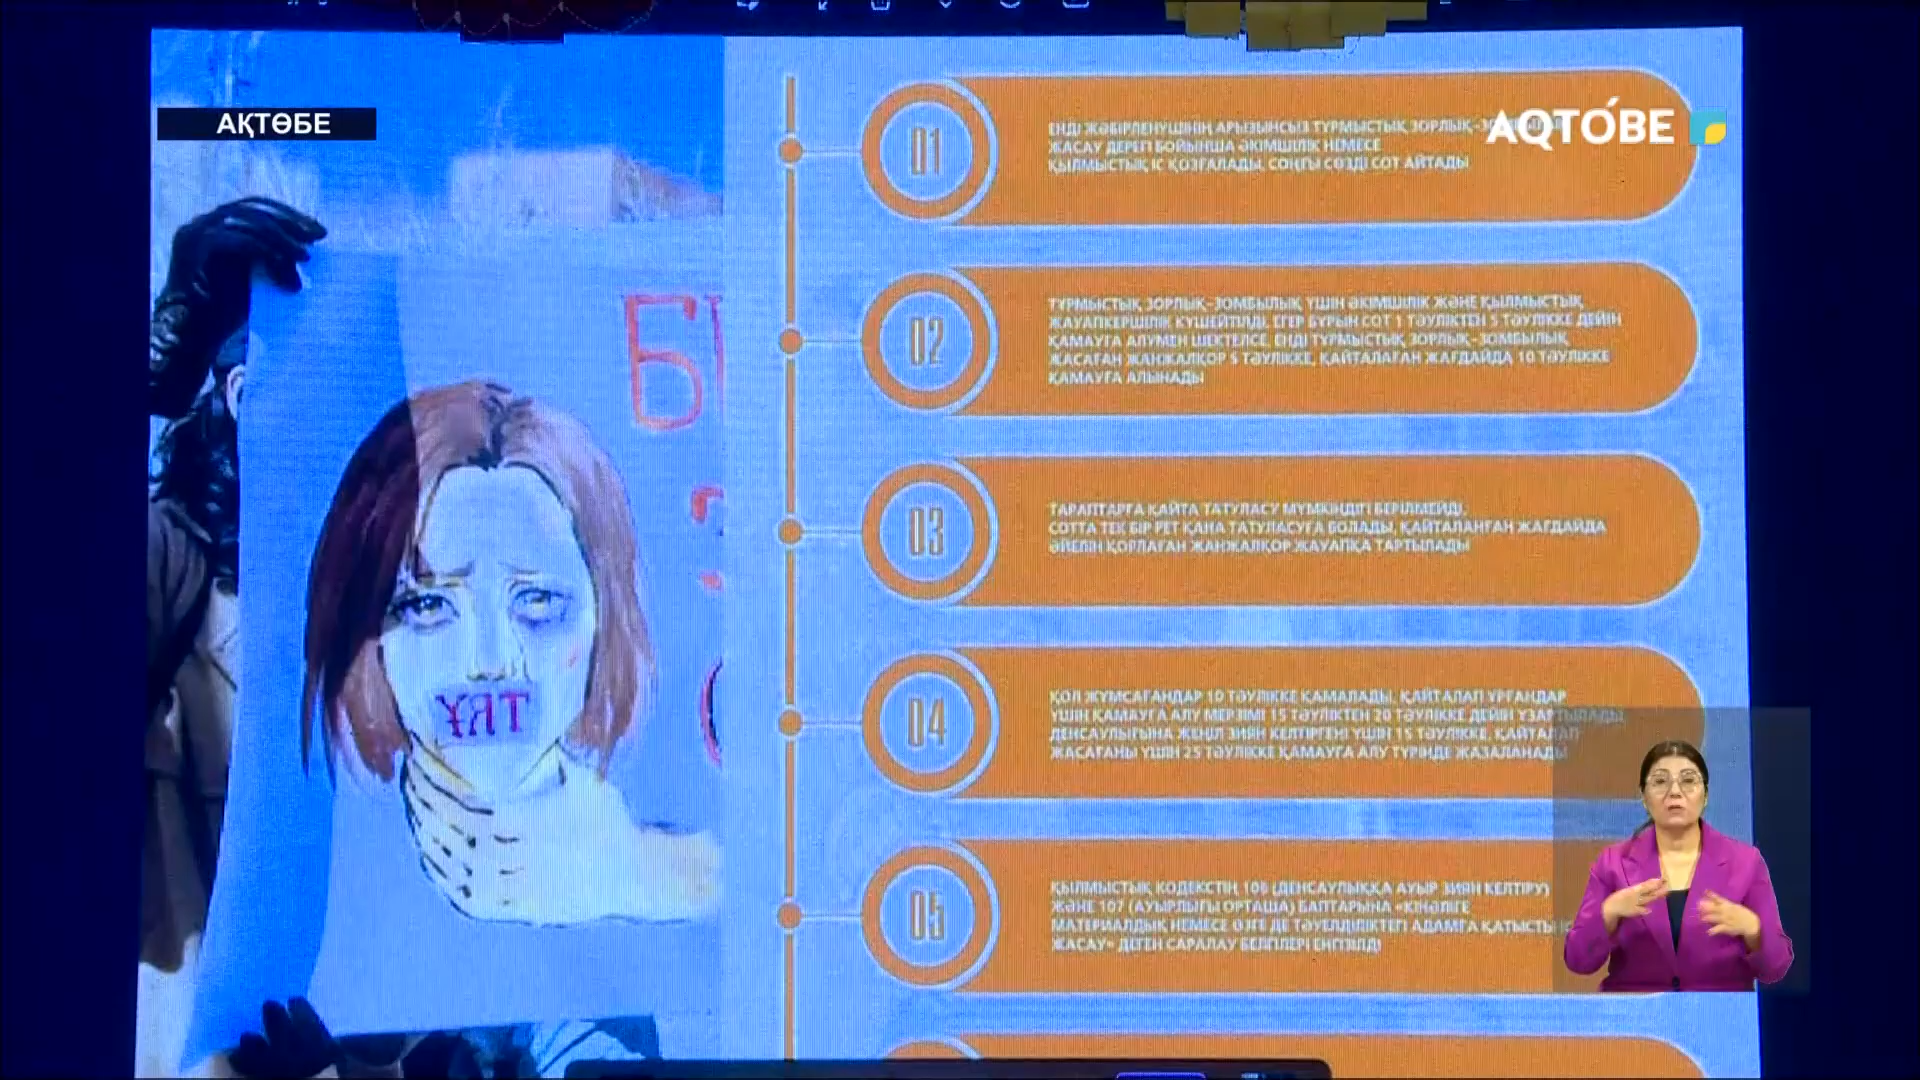 АҚТӨБЕ
AQTÓBE
01
ЕНДІ ЖӘБІРЛЕНУШІНІҢ АРЫЗЫНСЫЗ ТҰРМЫСТЫҚ ЗОРЛЫҚ-
ЖАСАУ ДЕРЕГІ БОЙЫНША ӘКІМШІЛІК НЕМЕСЕ
ҚЫЛМЫСТЫҚ ІС ҚОЗҒАЛАДЫ. СОҢҒЫ СӨЗДІ СОТ АЙТАДЫ
02
ТҰРМЫСТЫҚ ЗОРЛЫҚ-ЗОМБЫЛЫҚ ҮШІН ӘКІМШІЛІК ЖӘНЕ ҚЫЛМЫСТЫҚ
ЖАУАПКЕРШІЛІК КҮШЕЙТІЛДІ. ЕГЕР БҰРЫН СОТ 1 ТӘУЛІКТЕН 5 ТӘУЛІККЕ ДЕЙІН
ҚАМАУҒА АЛУМЕН ШЕКТЕЛСЕ, ЕНДІ ТҰРМЫСТЫҚ ЗОРЛЫҚ-ЗОМБЫЛЫҚ
ЖАСАҒАН ЖАНЖАЛҚОР 5 ТӘУЛІККЕ, ҚАЙТАЛАҒАН ЖАҒДАЙДА 10 ТӘУЛІККЕ
ҚАМАУҒА АЛЫНАДЫ
03
ТАРАПТАРҒА ҚАЙТА ТАТУЛАСУ МҮМКІНДІГІ БЕРІЛМЕЙДІ.
СОТТА ТЕК БІР РЕТ ҚАНА ТАТУЛАСУҒА БОЛАДЫ, ҚАЙТАЛАНҒАН ЖАҒДАЙДА
ӘЙЕЛІН ҚОРЛАҒАН ЖАНЖАЛҚОР ЖАУАПҚА ТАРТЫЛАДЫ
04
ҚОЛ ЖҰМСАҒАНДАР 10 ТӘУЛІККЕ ҚАМАЛАДЫ, ҚАЙТАЛАП ҰРҒАНДАР
ҮШІН ҚАМАУҒА АЛУ МЕРЗІМІ 15 ТӘУЛІКТЕН 20 ТӘУЛІККЕ ДЕЙІН ҰЗАРТЫЛАДЫ.
ДЕНСАУЛЫҒЫНА ЖЕҢІЛ ЗИЯН КЕЛТІРГЕНІ ҮШІН 15 ТӘУЛІККЕ, ҚАЙТАЛАП
ЖАСАҒАНЫ ҮШІН 25 ТӘУЛІККЕ ҚАМАУҒА АЛУ ТҮРІНДЕ ЖАЗАЛАНАДЫ
05
ҚЫЛМЫСТЫҚ КОДЕКСТІҢ 106 (ДЕНСАУЛЫҚҚА АУЫР ЗИЯН КЕЛТІРУ)
ЖӘНЕ 107 (АУЫРЛЫҒЫ ОРТАША) БАПТАРЫНА «КІНӘЛІГЕ
МАТЕРИАЛДЫҚ НЕМЕСЕ ӨЗГЕ ДЕ ТӘУЕЛДІЛІКТЕГІ АДАМҒА ҚАТЫСТЫ
ЖАСАУ» ДЕГЕН САРАЛАУ БЕЛГІЛЕРІ ЕНГІЗІЛДІ
ҰЯТ